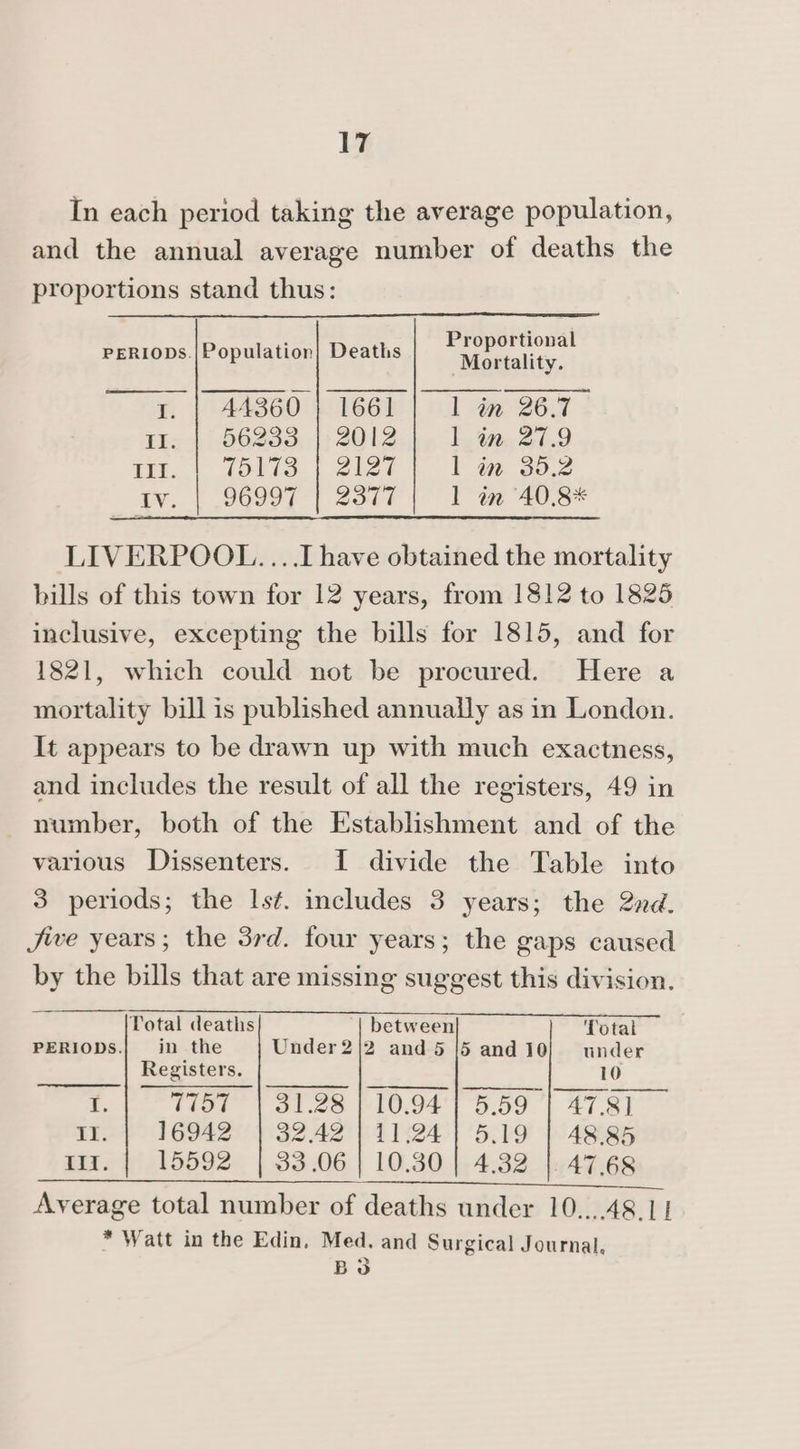 17
In each period taking the average population,
and the annual average number of deaths the
proportions stand thus:
PERIODS. | Population | Deaths | Proportional Mortality.
I. | 44360 | 1661 | 1 in 26.7
II. | 56233 | 2012 | 1 in 27.9
III. | 75173 | 2127 | 1 in 35.2
IV. | 96997 | 2377 | 1 in 40.8*
LIVERPOOL....I have obtained the mortality
bills of this town for 12 years, from 1812 to 1825
inclusive, excepting the bills for 1815, and for
1821, which could not be procured. Here a
mortality bill is published annually as in London.
It appears to be drawn up with much exactness,
and includes the result of all the registers, 49 in
number, both of the Establishment and of the
various Dissenters. I divide the Table into
3 periods; the 1st. includes 3 years; the 2nd.
five years; the 3rd. four years; the gaps caused
by the bills that are missing suggest this division.
PERIODS. | Total deaths in the Registers. | Under 2 | between 2 and 5 | 5 and 10 | Total under 10
I. | 7757 | 31.28 | 10.94 | 5.59 | 47.81
II. | 16942 | 32.42 | 11.24 | 5.19 | 48.85
III. | 15592 | 33.06 | 10.30 | 4.32 | 47.68
Average total number of deaths under 10...48.11
* Watt in the Edin. Med. and Surgical Journal.
B 3